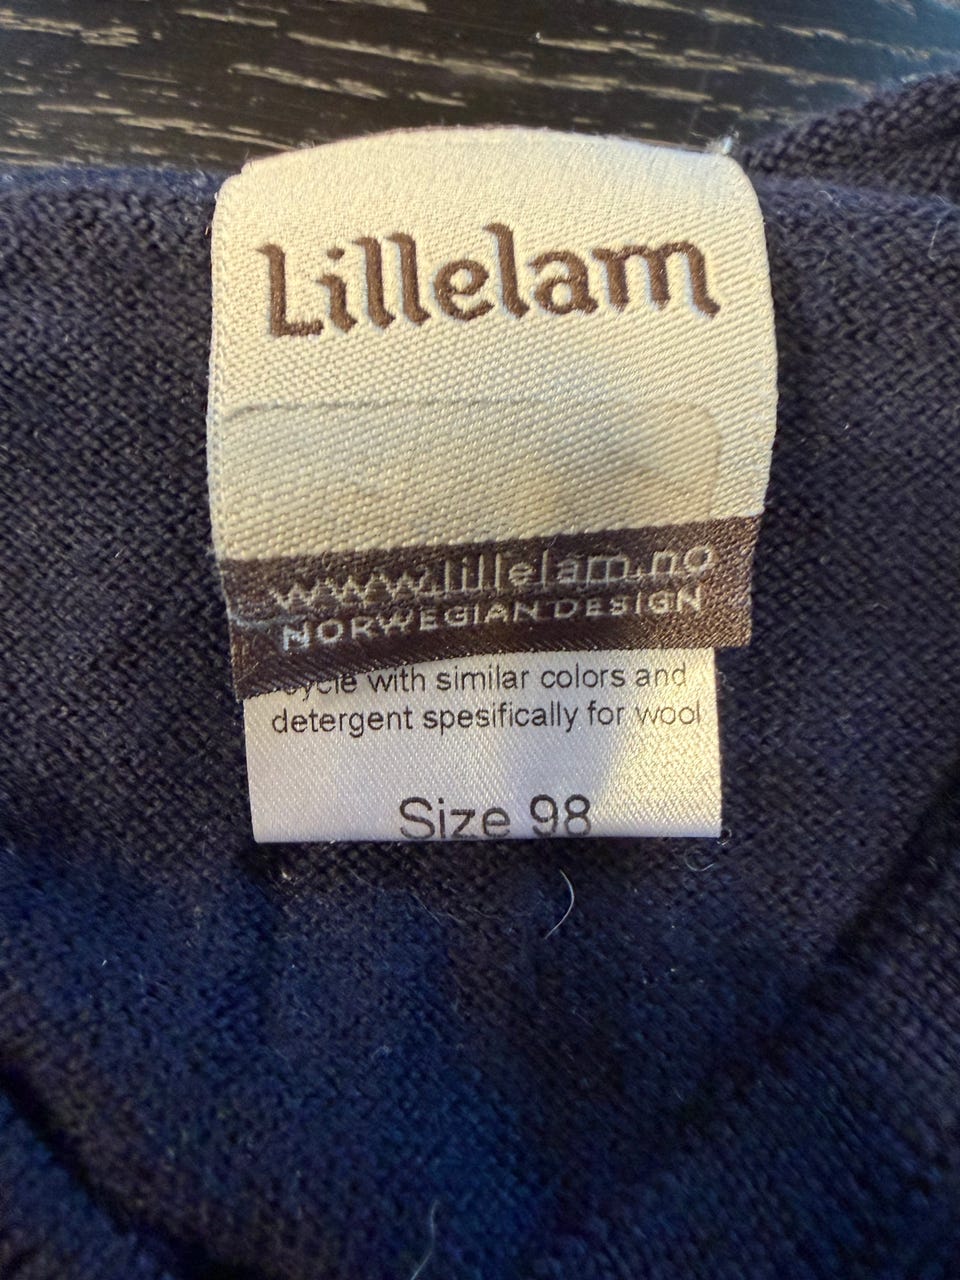 Lillelam
www.lillelam.no
NORWEGIAN DESIGN
cycle with similar colors and
detergent spesifically for wool
Size 98